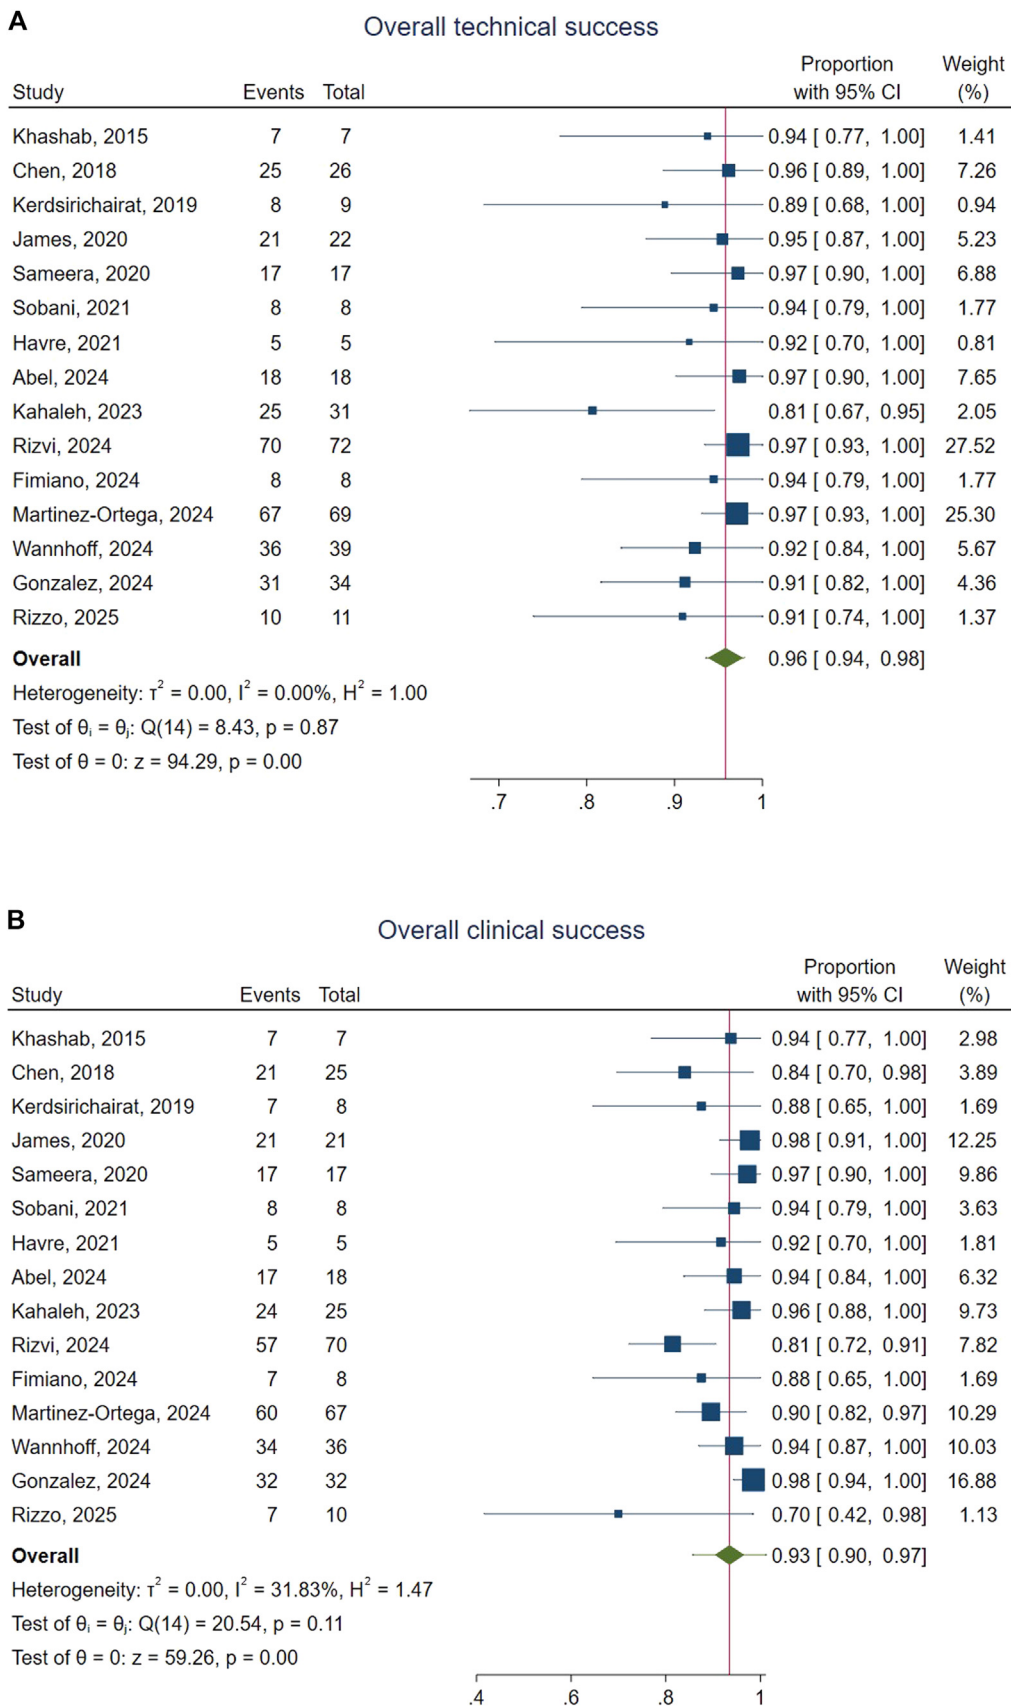 A
Overall technical success
Proportion Weight
Study Events Total with 95% CI (%)
Khashab, 2015 7 7 0.94 [ 0.77, 1.00] 1.41
Chen, 2018 25 26 0.96 [ 0.89, 1.00] 7.26
Kerdsirichairat, 2019 8 9 0.89 [ 0.68, 1.00] 0.94
James, 2020 21 22 0.95 [ 0.87, 1.00] 5.23
Sameera, 2020 17 17 0.97 [ 0.90, 1.00] 6.88
Sobani, 2021 8 8 0.94 [ 0.79, 1.00] 1.77
Havre, 2021 5 5 0.92 [ 0.70, 1.00] 0.81
Abel, 2024 18 18 0.97 [ 0.90, 1.00] 7.65
Kahaleh, 2023 25 31 0.81 [ 0.67, 0.95] 2.05
Rizvi, 2024 70 72 0.97 [ 0.93, 1.00] 27.52
Fimiano, 2024 8 8 0.94 [ 0.79, 1.00] 1.77
Martinez-Ortega, 2024 67 69 0.97 [ 0.93, 1.00] 25.30
Wannhoff, 2024 36 39 0.92 [ 0.84, 1.00] 5.67
Gonzalez, 2024 31 34 0.91 [ 0.82, 1.00] 4.36
Rizzo, 2025 10 11 0.91 [ 0.74, 1.00] 1.37
Overall 0.96 [ 0.94, 0.98]
Heterogeneity: τ² = 0.00, I² = 0.00%, H² = 1.00
Test of θᵢ = θⱼ: Q(14) = 8.43, p = 0.87
Test of θ = 0: z = 94.29, p = 0.00
.7 .8 .9 1
B
Overall clinical success
Proportion Weight
Study Events Total with 95% CI (%)
Khashab, 2015 7 7 0.94 [ 0.77, 1.00] 2.98
Chen, 2018 21 25 0.84 [ 0.70, 0.98] 3.89
Kerdsirichairat, 2019 7 8 0.88 [ 0.65, 1.00] 1.69
James, 2020 21 21 0.98 [ 0.91, 1.00] 12.25
Sameera, 2020 17 17 0.97 [ 0.90, 1.00] 9.86
Sobani, 2021 8 8 0.94 [ 0.79, 1.00] 3.63
Havre, 2021 5 5 0.92 [ 0.70, 1.00] 1.81
Abel, 2024 17 18 0.94 [ 0.84, 1.00] 6.32
Kahaleh, 2023 24 25 0.96 [ 0.88, 1.00] 9.73
Rizvi, 2024 57 70 0.81 [ 0.72, 0.91] 7.82
Fimiano, 2024 7 8 0.88 [ 0.65, 1.00] 1.69
Martinez-Ortega, 2024 60 67 0.90 [ 0.82, 0.97] 10.29
Wannhoff, 2024 34 36 0.94 [ 0.87, 1.00] 10.03
Gonzalez, 2024 32 32 0.98 [ 0.94, 1.00] 16.88
Rizzo, 2025 7 10 0.70 [ 0.42, 0.98] 1.13
Overall 0.93 [ 0.90, 0.97]
Heterogeneity: τ² = 0.00, I² = 31.83%, H² = 1.47
Test of θᵢ = θⱼ: Q(14) = 20.54, p = 0.11
Test of θ = 0: z = 59.26, p = 0.00
.4 .6 .8 1